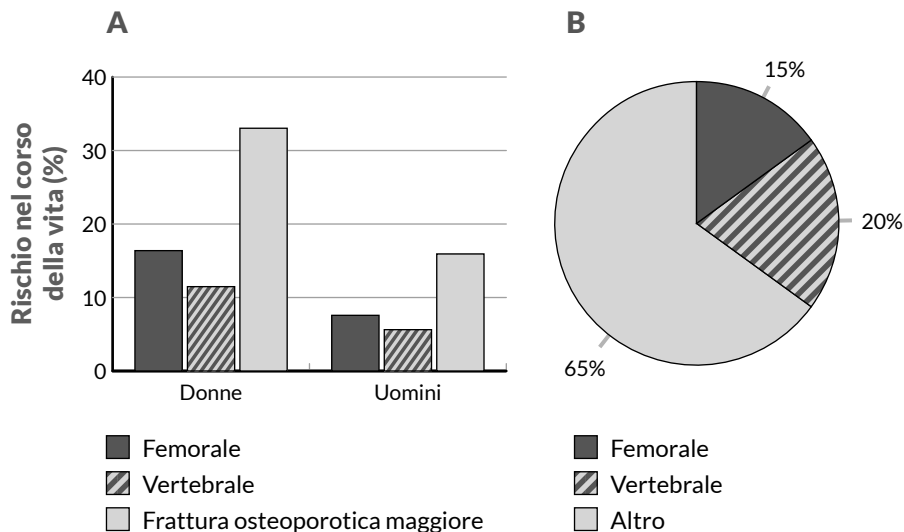 A
B
Rischio nel corso
della vita (%)
40
30
20
10
0
Donne
Uomini
15%
20%
65%
Femorale
Vertebrale
Frattura osteoporotica maggiore
Femorale
Vertebrale
Altro